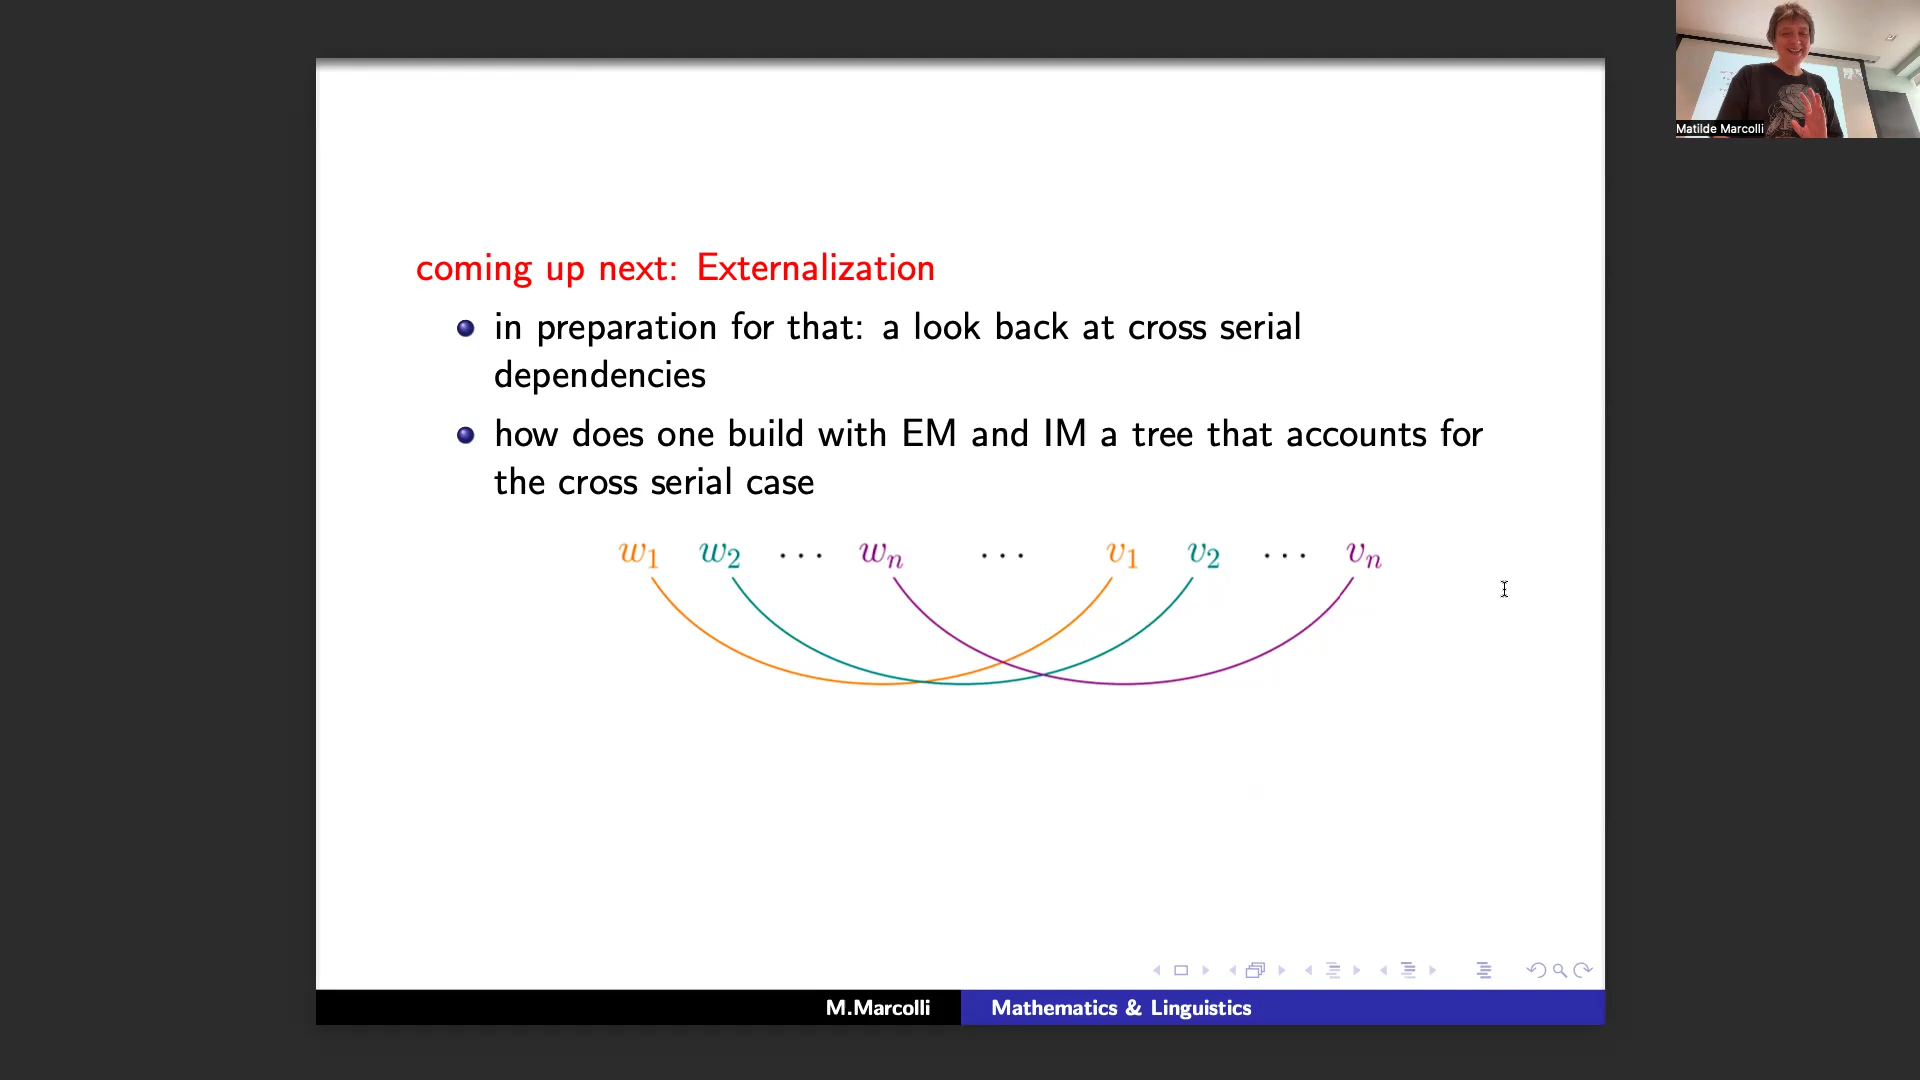 Matilde Marcolli
coming up next: Externalization
in preparation for that: a look back at cross serial
dependencies
how does one build with EM and IM a tree that accounts for
the cross serial case
w₁ w₂ ··· wₙ ··· v₁ v₂ ··· vₙ
M.Marcolli Mathematics & Linguistics